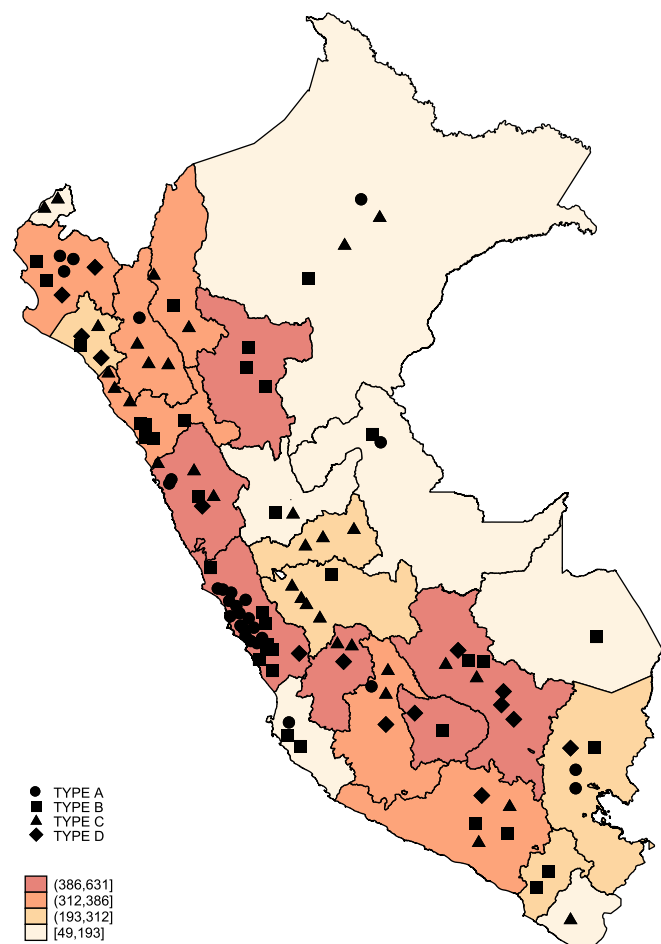 TYPE A
TYPE B
TYPE C
TYPE D
(386,631]
(312,386]
(193,312]
[49,193]